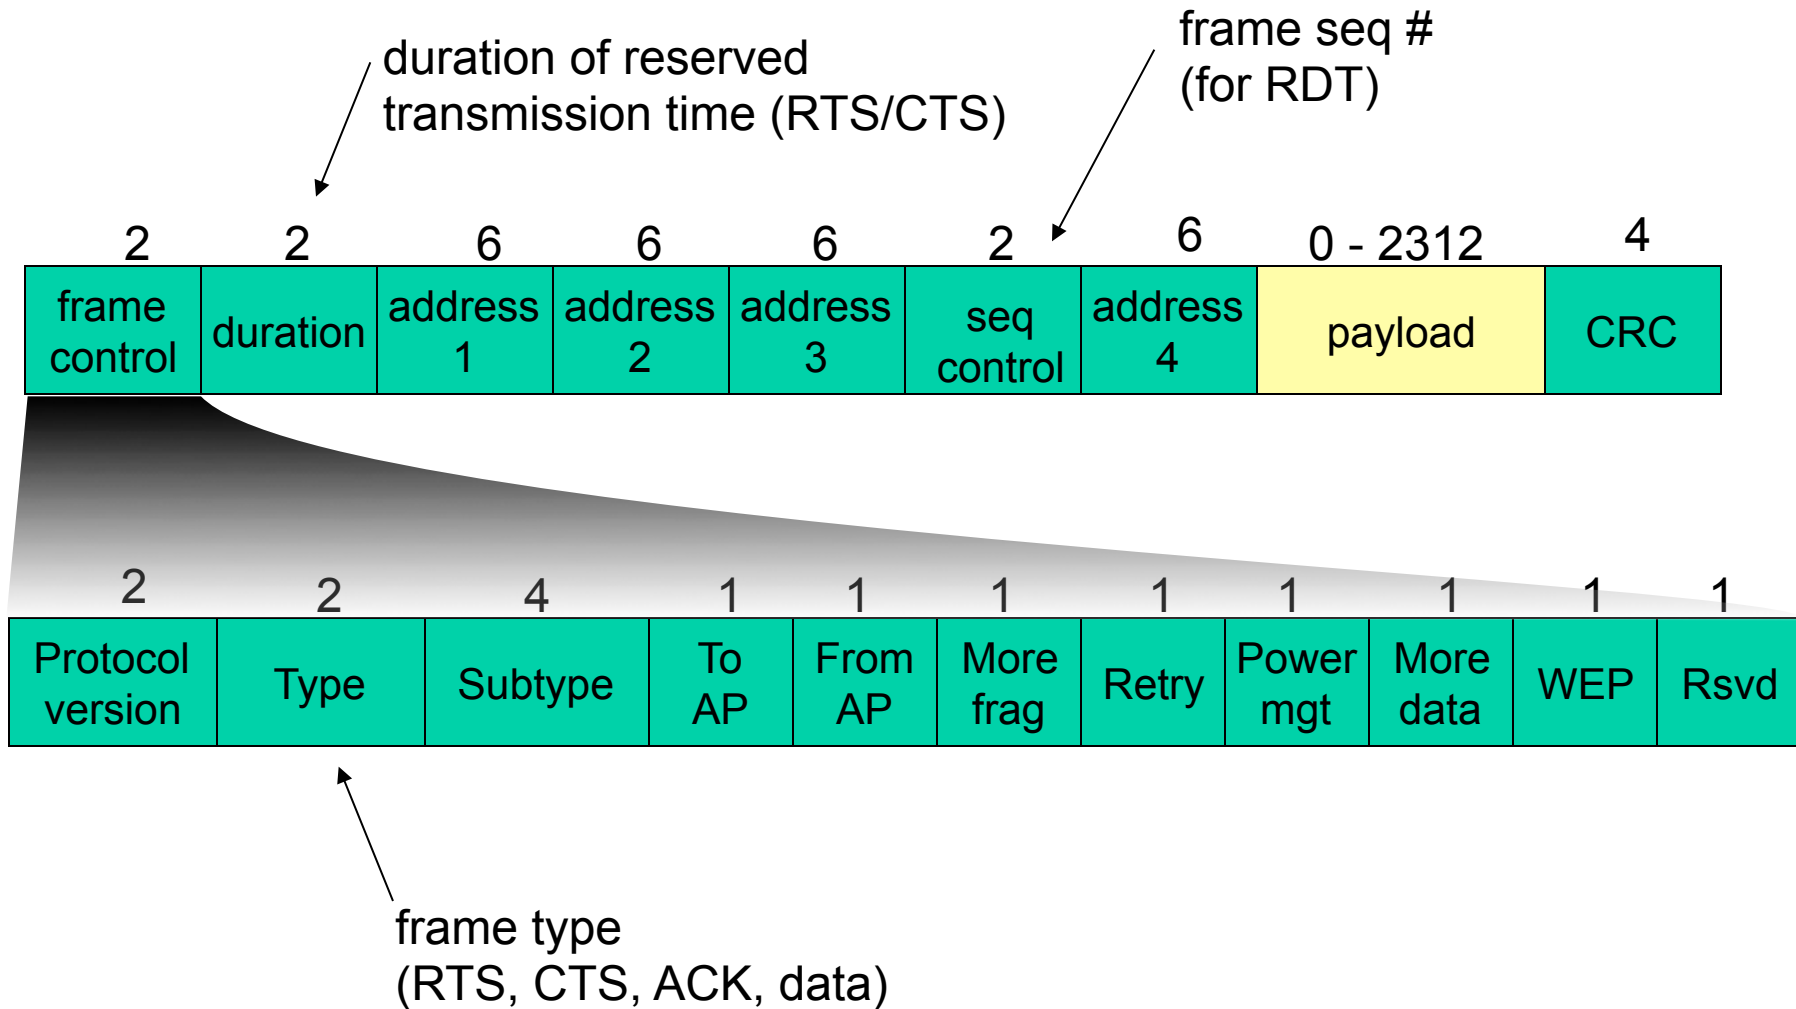 duration of reserved
transmission time (RTS/CTS)
frame seq #
(for RDT)
2 2 6 6 6 2 6 0 - 2312 4
frame
control
duration
address
1
address
2
address
3
seq
control
address
4
payload
CRC
2 2 4 1 1 1 1 1 1 1 1
Protocol
version
Type
Subtype
To
AP
From
AP
More
frag
Retry
Power
mgt
More
data
WEP
Rsvd
frame type
(RTS, CTS, ACK, data)